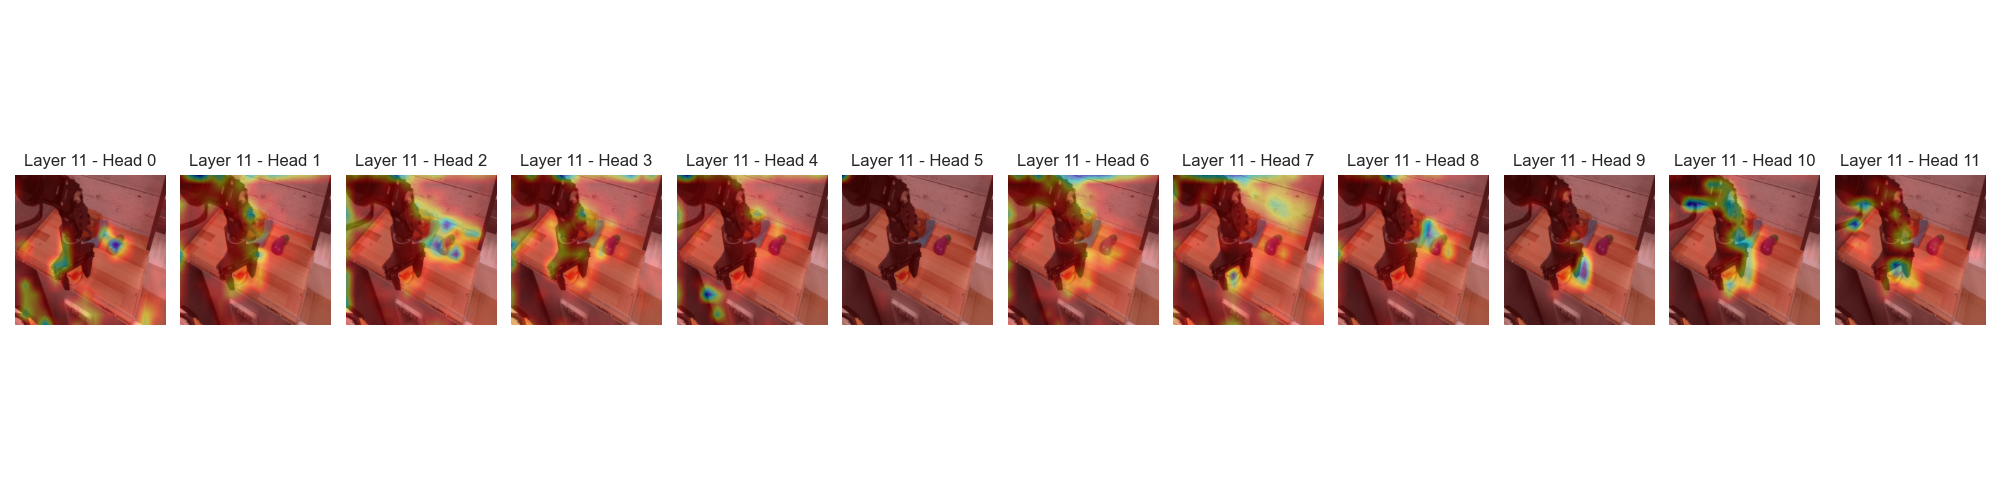 Layer 11 - Head 0
Layer 11 - Head 1
Layer 11 - Head 2
Layer 11 - Head 3
Layer 11 - Head 4
Layer 11 - Head 5
Layer 11 - Head 6
Layer 11 - Head 7
Layer 11 - Head 8
Layer 11 - Head 9
Layer 11 - Head 10
Layer 11 - Head 11